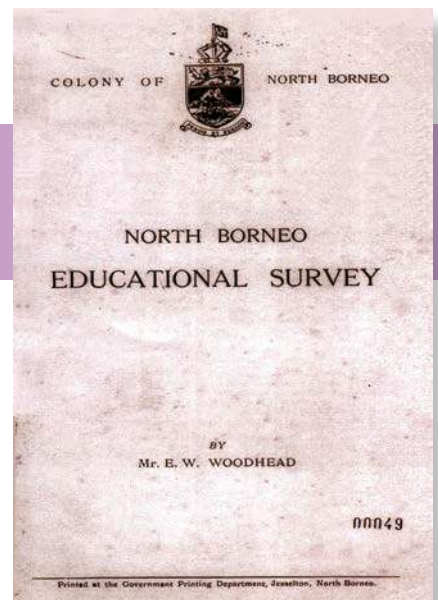 COLONY OF NORTH BORNEO
NORTH BORNEO
EDUCATIONAL SURVEY
BY
Mr. E. W. WOODHEAD
00049
Printed at the Government Printing Department, Jesselton, North Borneo.